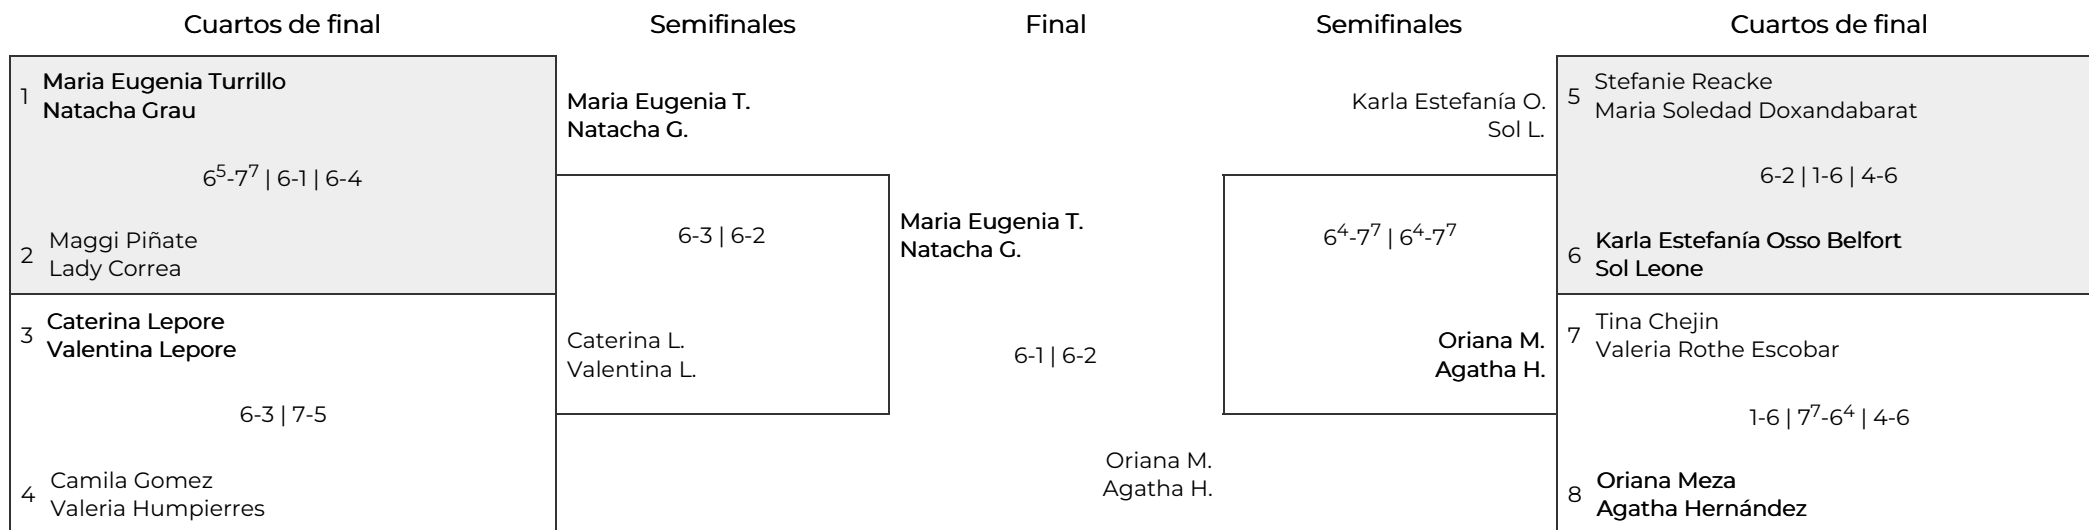 Cuartos de final
Semifinales
Final
Semifinales
Cuartos de final
1
Maria Eugenia Turrillo
Natacha Grau
6⁵-7⁷ | 6-1 | 6-4
2
Maggi Piñate
Lady Correa
3
Caterina Lepore
Valentina Lepore
6-3 | 7-5
4
Camila Gomez
Valeria Humpierres
Maria Eugenia T.
Natacha G.
6-3 | 6-2
Caterina L.
Valentina L.
Maria Eugenia T.
Natacha G.
6-1 | 6-2
Oriana M.
Agatha H.
Karla Estefanía O.
Sol L.
6⁴-7⁷ | 6⁴-7⁷
Oriana M.
Agatha H.
5
Stefanie Reacke
Maria Soledad Doxandabarat
6-2 | 1-6 | 4-6
6
Karla Estefanía Osso Belfort
Sol Leone
7
Tina Chejin
Valeria Rothe Escobar
1-6 | 7⁷-6⁴ | 4-6
8
Oriana Meza
Agatha Hernández